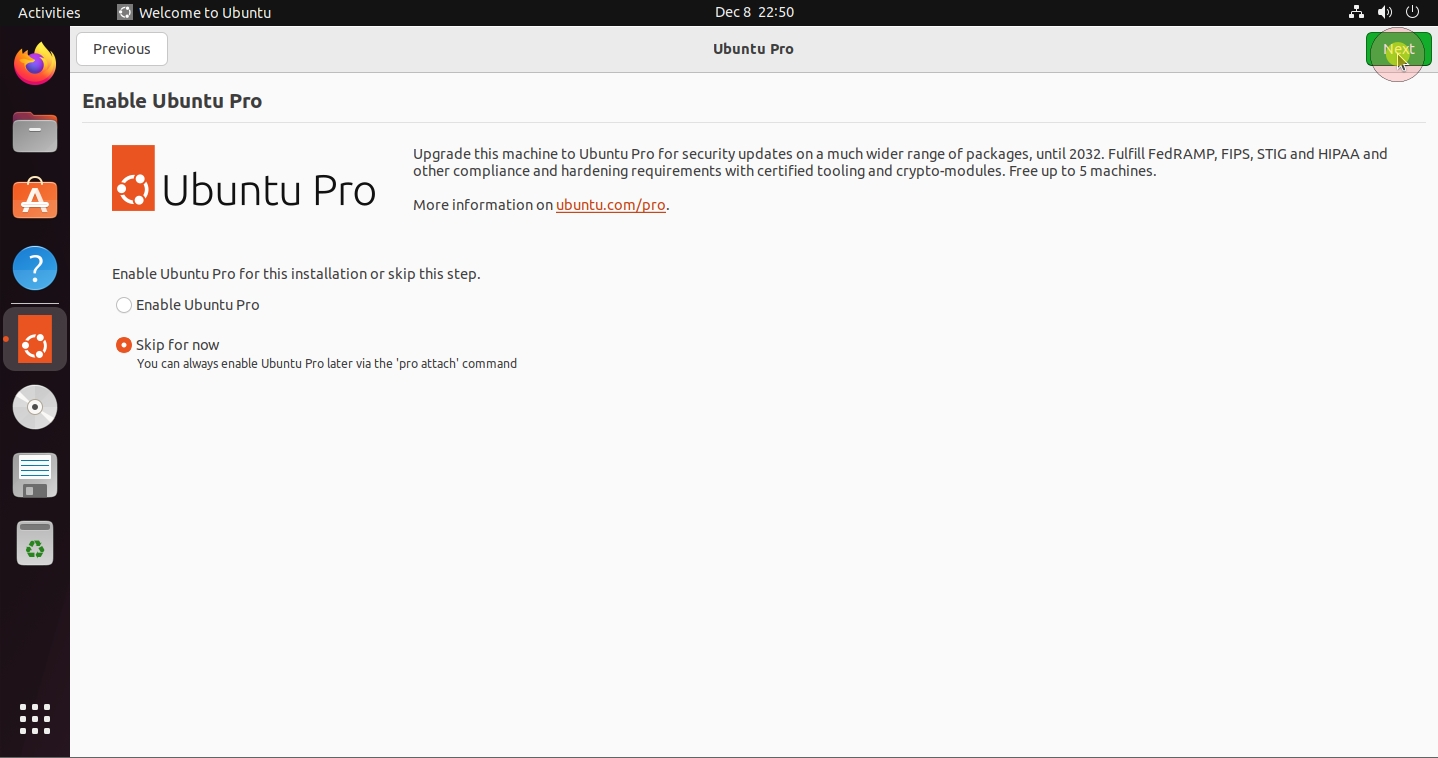 Activities Welcome to Ubuntu Dec 8 22:50
Previous Ubuntu Pro Next
Enable Ubuntu Pro
Ubuntu Pro
Upgrade this machine to Ubuntu Pro for security updates on a much wider range of packages, until 2032. Fulfill FedRAMP, FIPS, STIG and HIPAA and
other compliance and hardening requirements with certified tooling and crypto-modules. Free up to 5 machines.
More information on ubuntu.com/pro.
Enable Ubuntu Pro for this installation or skip this step.
Enable Ubuntu Pro
Skip for now
You can always enable Ubuntu Pro later via the 'pro attach' command